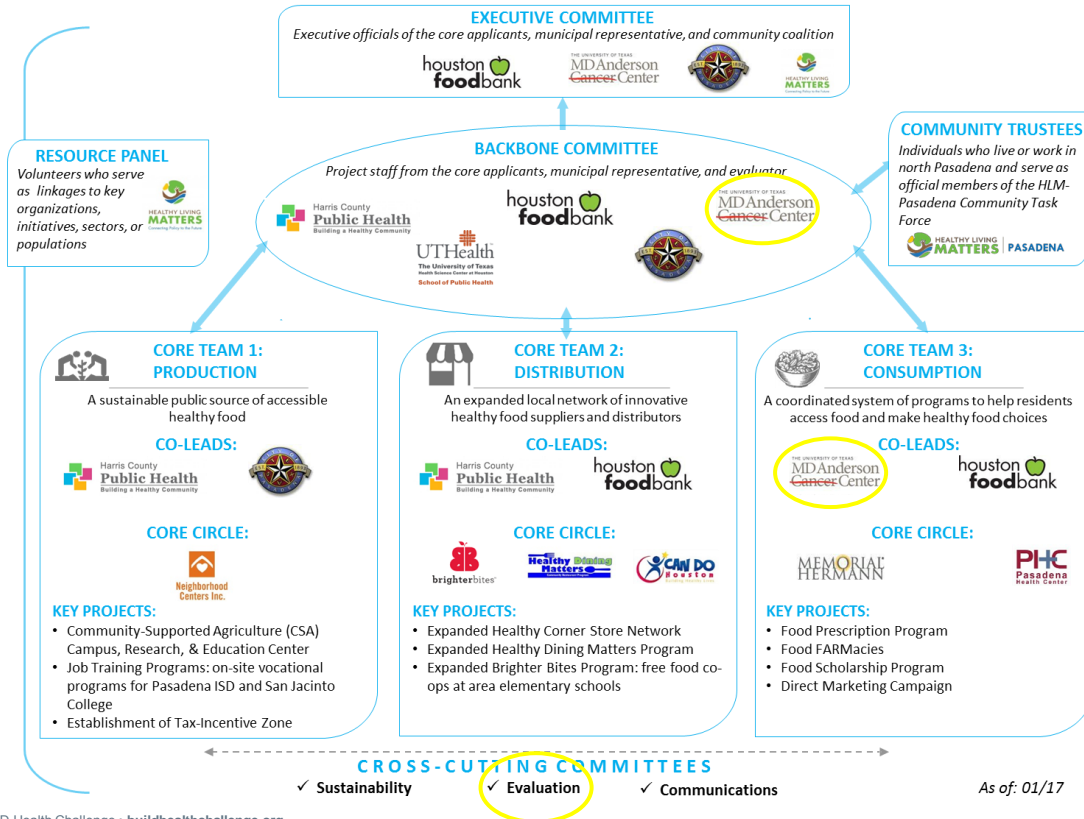 EXECUTIVE COMMITTEE
Executive officials of the core applicants, municipal representative, and community coalition
houston
foodbank
THE UNIVERSITY OF TEXAS
MD Anderson
Cancer Center
HEALTHY LIVING
MATTERS
RESOURCE PANEL
Volunteers who serve
as linkages to key
organizations,
initiatives, sectors, or
populations
HEALTHY LIVING
MATTERS
Connecting Policy to the Future
BACKBONE COMMITTEE
Project staff from the core applicants, municipal representative, and evaluator
Harris County
Public Health
Building a Healthy Community
houston
foodbank
THE UNIVERSITY OF TEXAS
MD Anderson
Cancer Center
UTHealth
The University of Texas
Health Science Center at Houston
School of Public Health
COMMUNITY TRUSTEES
Individuals who live or work in
north Pasadena and serve as
official members of the HLM-
Pasadena Community Task
Force
HEALTHY LIVING
MATTERS PASADENA
CORE TEAM 1:
PRODUCTION
A sustainable public source of accessible
healthy food
CO-LEADS:
Harris County
Public Health
Building a Healthy Community
CORE CIRCLE:
Neighborhood
Centers Inc.
KEY PROJECTS:
• Community-Supported Agriculture (CSA)
Campus, Research, & Education Center
• Job Training Programs: on-site vocational
programs for Pasadena ISD and San Jacinto
College
• Establishment of Tax-Incentive Zone
CORE TEAM 2:
DISTRIBUTION
An expanded local network of innovative
healthy food suppliers and distributors
CO-LEADS:
Harris County
Public Health
Building a Healthy Community
houston
foodbank
CORE CIRCLE:
brighterbites
Healthy Dining
Matters
CAN DO
Houston
KEY PROJECTS:
• Expanded Healthy Corner Store Network
• Expanded Healthy Dining Matters Program
• Expanded Brighter Bites Program: free food co-
ops at area elementary schools
CORE TEAM 3:
CONSUMPTION
A coordinated system of programs to help residents
access food and make healthy food choices
CO-LEADS:
THE UNIVERSITY OF TEXAS
MD Anderson
Cancer Center
houston
foodbank
CORE CIRCLE:
MEMORIAL
HERMANN
PHC
Pasadena
Health Center
KEY PROJECTS:
• Food Prescription Program
• Food FARMacies
• Food Scholarship Program
• Direct Marketing Campaign
CROSS-CUTTING COMMITTEES
✓ Sustainability ✓ Evaluation ✓ Communications
As of: 01/17
D Health Challenge • buildhealthchallenge.org